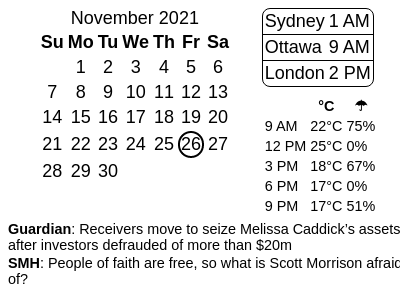 November 2021
Su Mo Tu We Th Fr Sa
1 2 3 4 5 6
7 8 9 10 11 12 13
14 15 16 17 18 19 20
21 22 23 24 25 26 27
28 29 30
Sydney 1 AM
Ottawa 9 AM
London 2 PM
°C ☂
9 AM 22°C 75%
12 PM 25°C 0%
3 PM 18°C 67%
6 PM 17°C 0%
9 PM 17°C 51%
Guardian: Receivers move to seize Melissa Caddick’s assets
after investors defrauded of more than $20m
SMH: People of faith are free, so what is Scott Morrison afraid
of?